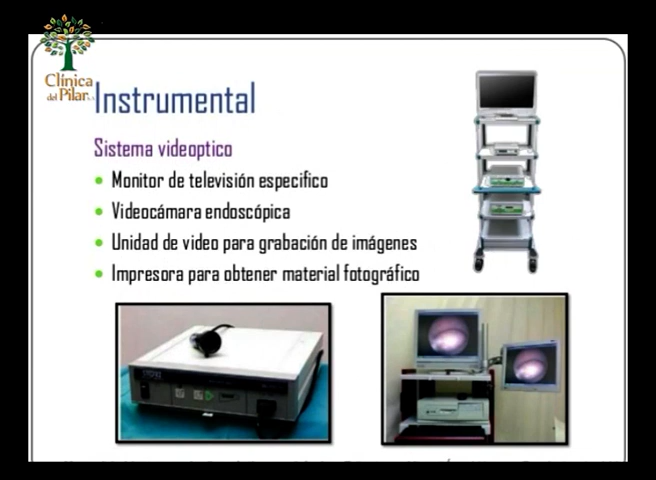 Clínica
del Pilar
Instrumental
Sistema videoptico
Monitor de televisión especifico
Videocámara endoscópica
Unidad de video para grabación de imágenes
Impresora para obtener material fotográfico